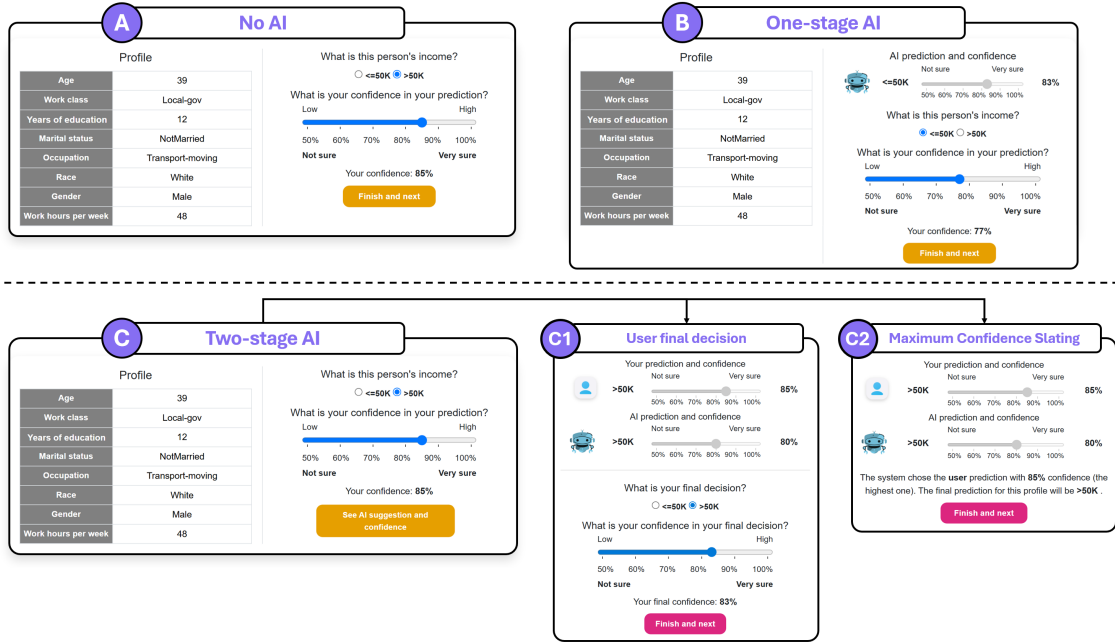 A
No AI
Profile
Age 39
Work class Local-gov
Years of education 12
Marital status NotMarried
Occupation Transport-moving
Race White
Gender Male
Work hours per week 48
What is this person's income?
<=50K >50K
What is your confidence in your prediction?
Low High
50% 60% 70% 80% 90% 100%
Not sure Very sure
Your confidence: 85%
Finish and next
B
One-stage AI
Profile
Age 39
Work class Local-gov
Years of education 12
Marital status NotMarried
Occupation Transport-moving
Race White
Gender Male
Work hours per week 48
AI prediction and confidence
Not sure Very sure
<=50K 83%
50% 60% 70% 80% 90% 100%
What is this person's income?
<=50K >50K
What is your confidence in your prediction?
Low High
50% 60% 70% 80% 90% 100%
Not sure Very sure
Your confidence: 77%
Finish and next
C
Two-stage AI
Profile
Age 39
Work class Local-gov
Years of education 12
Marital status NotMarried
Occupation Transport-moving
Race White
Gender Male
Work hours per week 48
What is this person's income?
<=50K >50K
What is your confidence in your prediction?
Low High
50% 60% 70% 80% 90% 100%
Not sure Very sure
Your confidence: 85%
See AI suggestion and
confidence
C1
User final decision
Your prediction and confidence
Not sure Very sure
>50K 85%
50% 60% 70% 80% 90% 100%
AI prediction and confidence
Not sure Very sure
>50K 80%
50% 60% 70% 80% 90% 100%
What is your final decision?
<=50K >50K
What is your confidence in your final decision?
Low High
50% 60% 70% 80% 90% 100%
Not sure Very sure
Your final confidence: 83%
Finish and next
C2
Maximum Confidence Slating
Your prediction and confidence
Not sure Very sure
>50K 85%
50% 60% 70% 80% 90% 100%
AI prediction and confidence
Not sure Very sure
>50K 80%
50% 60% 70% 80% 90% 100%
The system chose the user prediction with 85% confidence (the
highest one). The final prediction for this profile will be >50K .
Finish and next